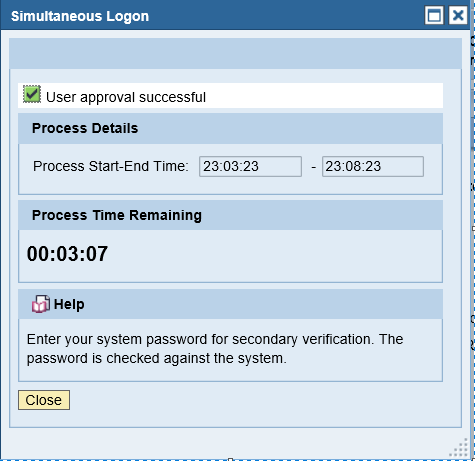 Simultaneous Logon
User approval successful
Process Details
Process Start-End Time: 23:03:23 - 23:08:23
Process Time Remaining
00:03:07
Help
Enter your system password for secondary verification. The
password is checked against the system.
Close